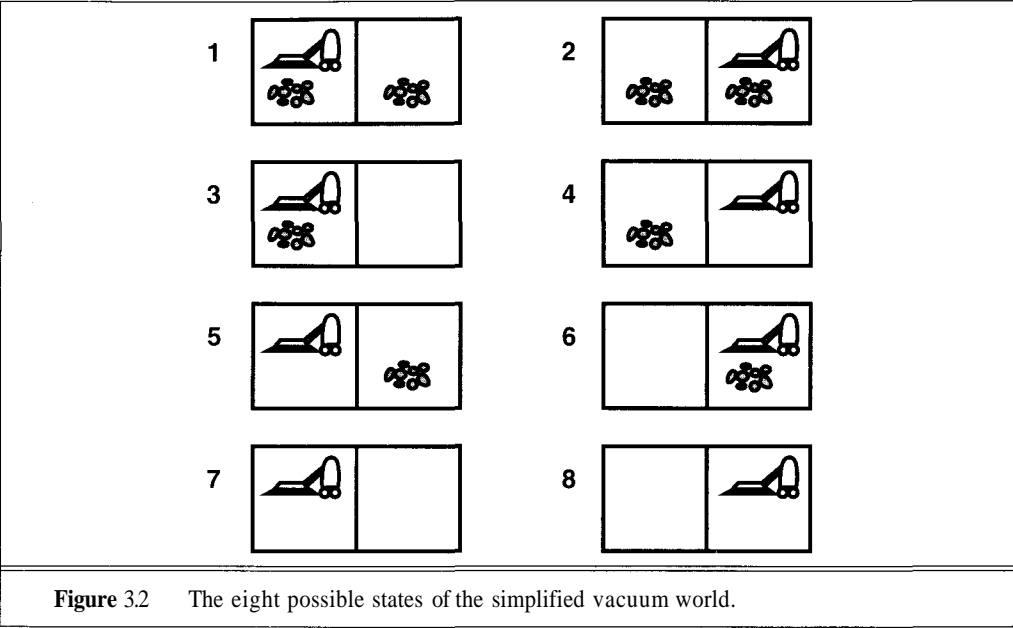 1 2
3 4
5 6
7 8
Figure 3.2 The eight possible states of the simplified vacuum world.